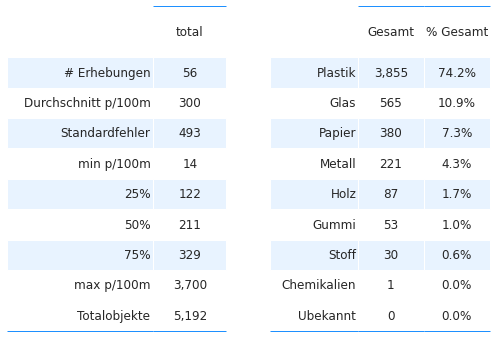 total
# Erhebungen 56
Durchschnitt p/100m 300
Standardfehler 493
min p/100m 14
25% 122
50% 211
75% 329
max p/100m 3,700
Totalobjekte 5,192
Gesamt % Gesamt
Plastik 3,855 74.2%
Glas 565 10.9%
Papier 380 7.3%
Metall 221 4.3%
Holz 87 1.7%
Gummi 53 1.0%
Stoff 30 0.6%
Chemikalien 1 0.0%
Ubekannt 0 0.0%